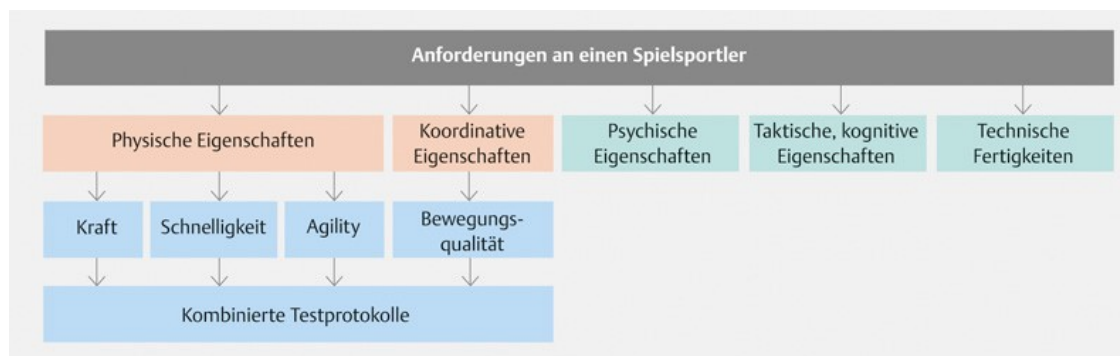 Anforderungen an einen Spielsportler
Physische Eigenschaften
Koordinative
Eigenschaften
Psychische
Eigenschaften
Taktische, kognitive
Eigenschaften
Technische
Fertigkeiten
Kraft
Schnelligkeit
Agility
Bewegungs-
qualität
Kombinierte Testprotokolle